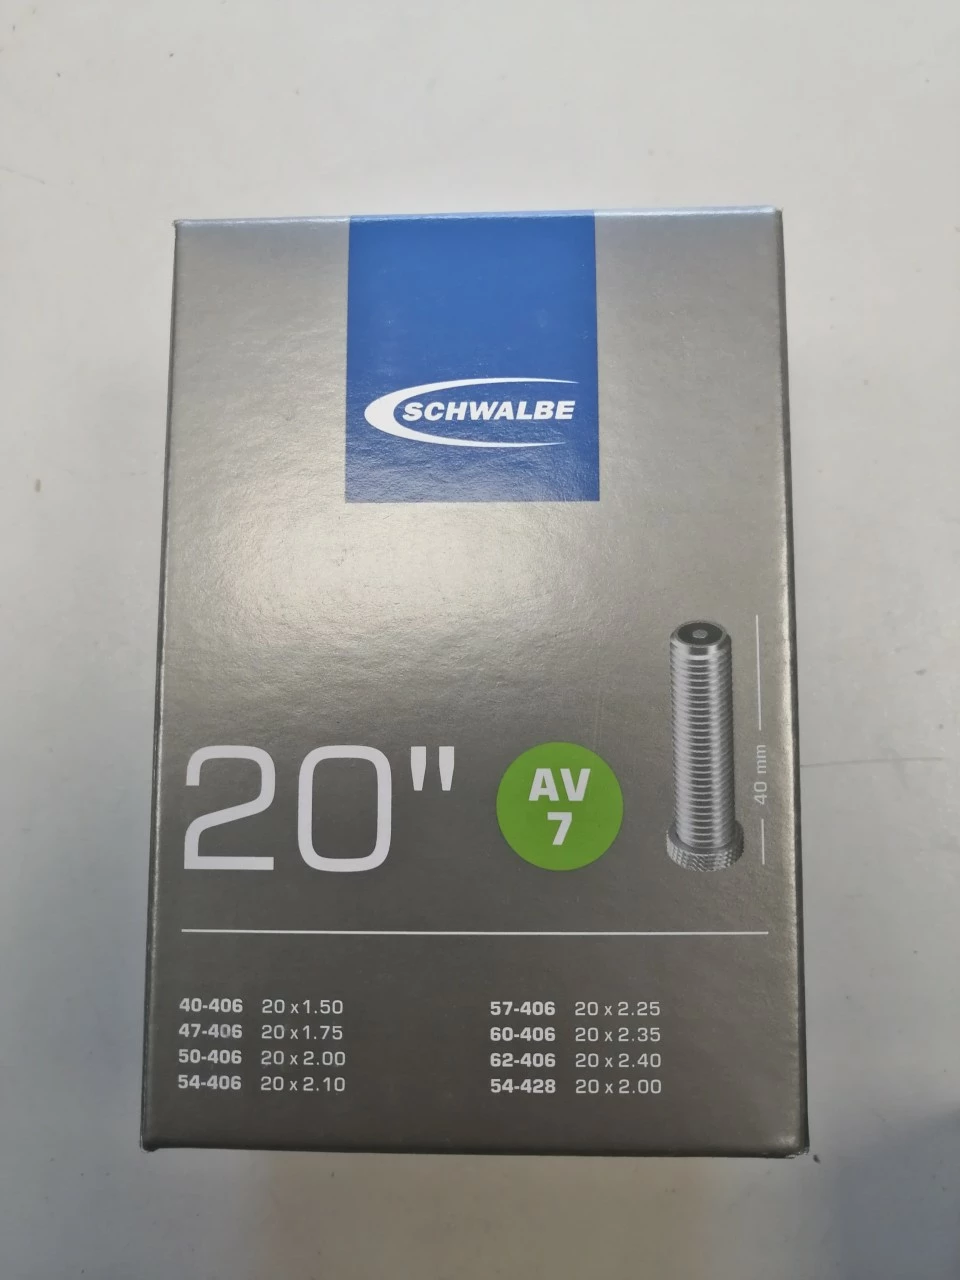 SCHWALBE
20"
AV
7
40 mm
40-406 20 x 1.50
47-406 20 x 1.75
50-406 20 x 2.00
54-406 20 x 2.10
57-406 20 x 2.25
60-406 20 x 2.35
62-406 20 x 2.40
54-428 20 x 2.00